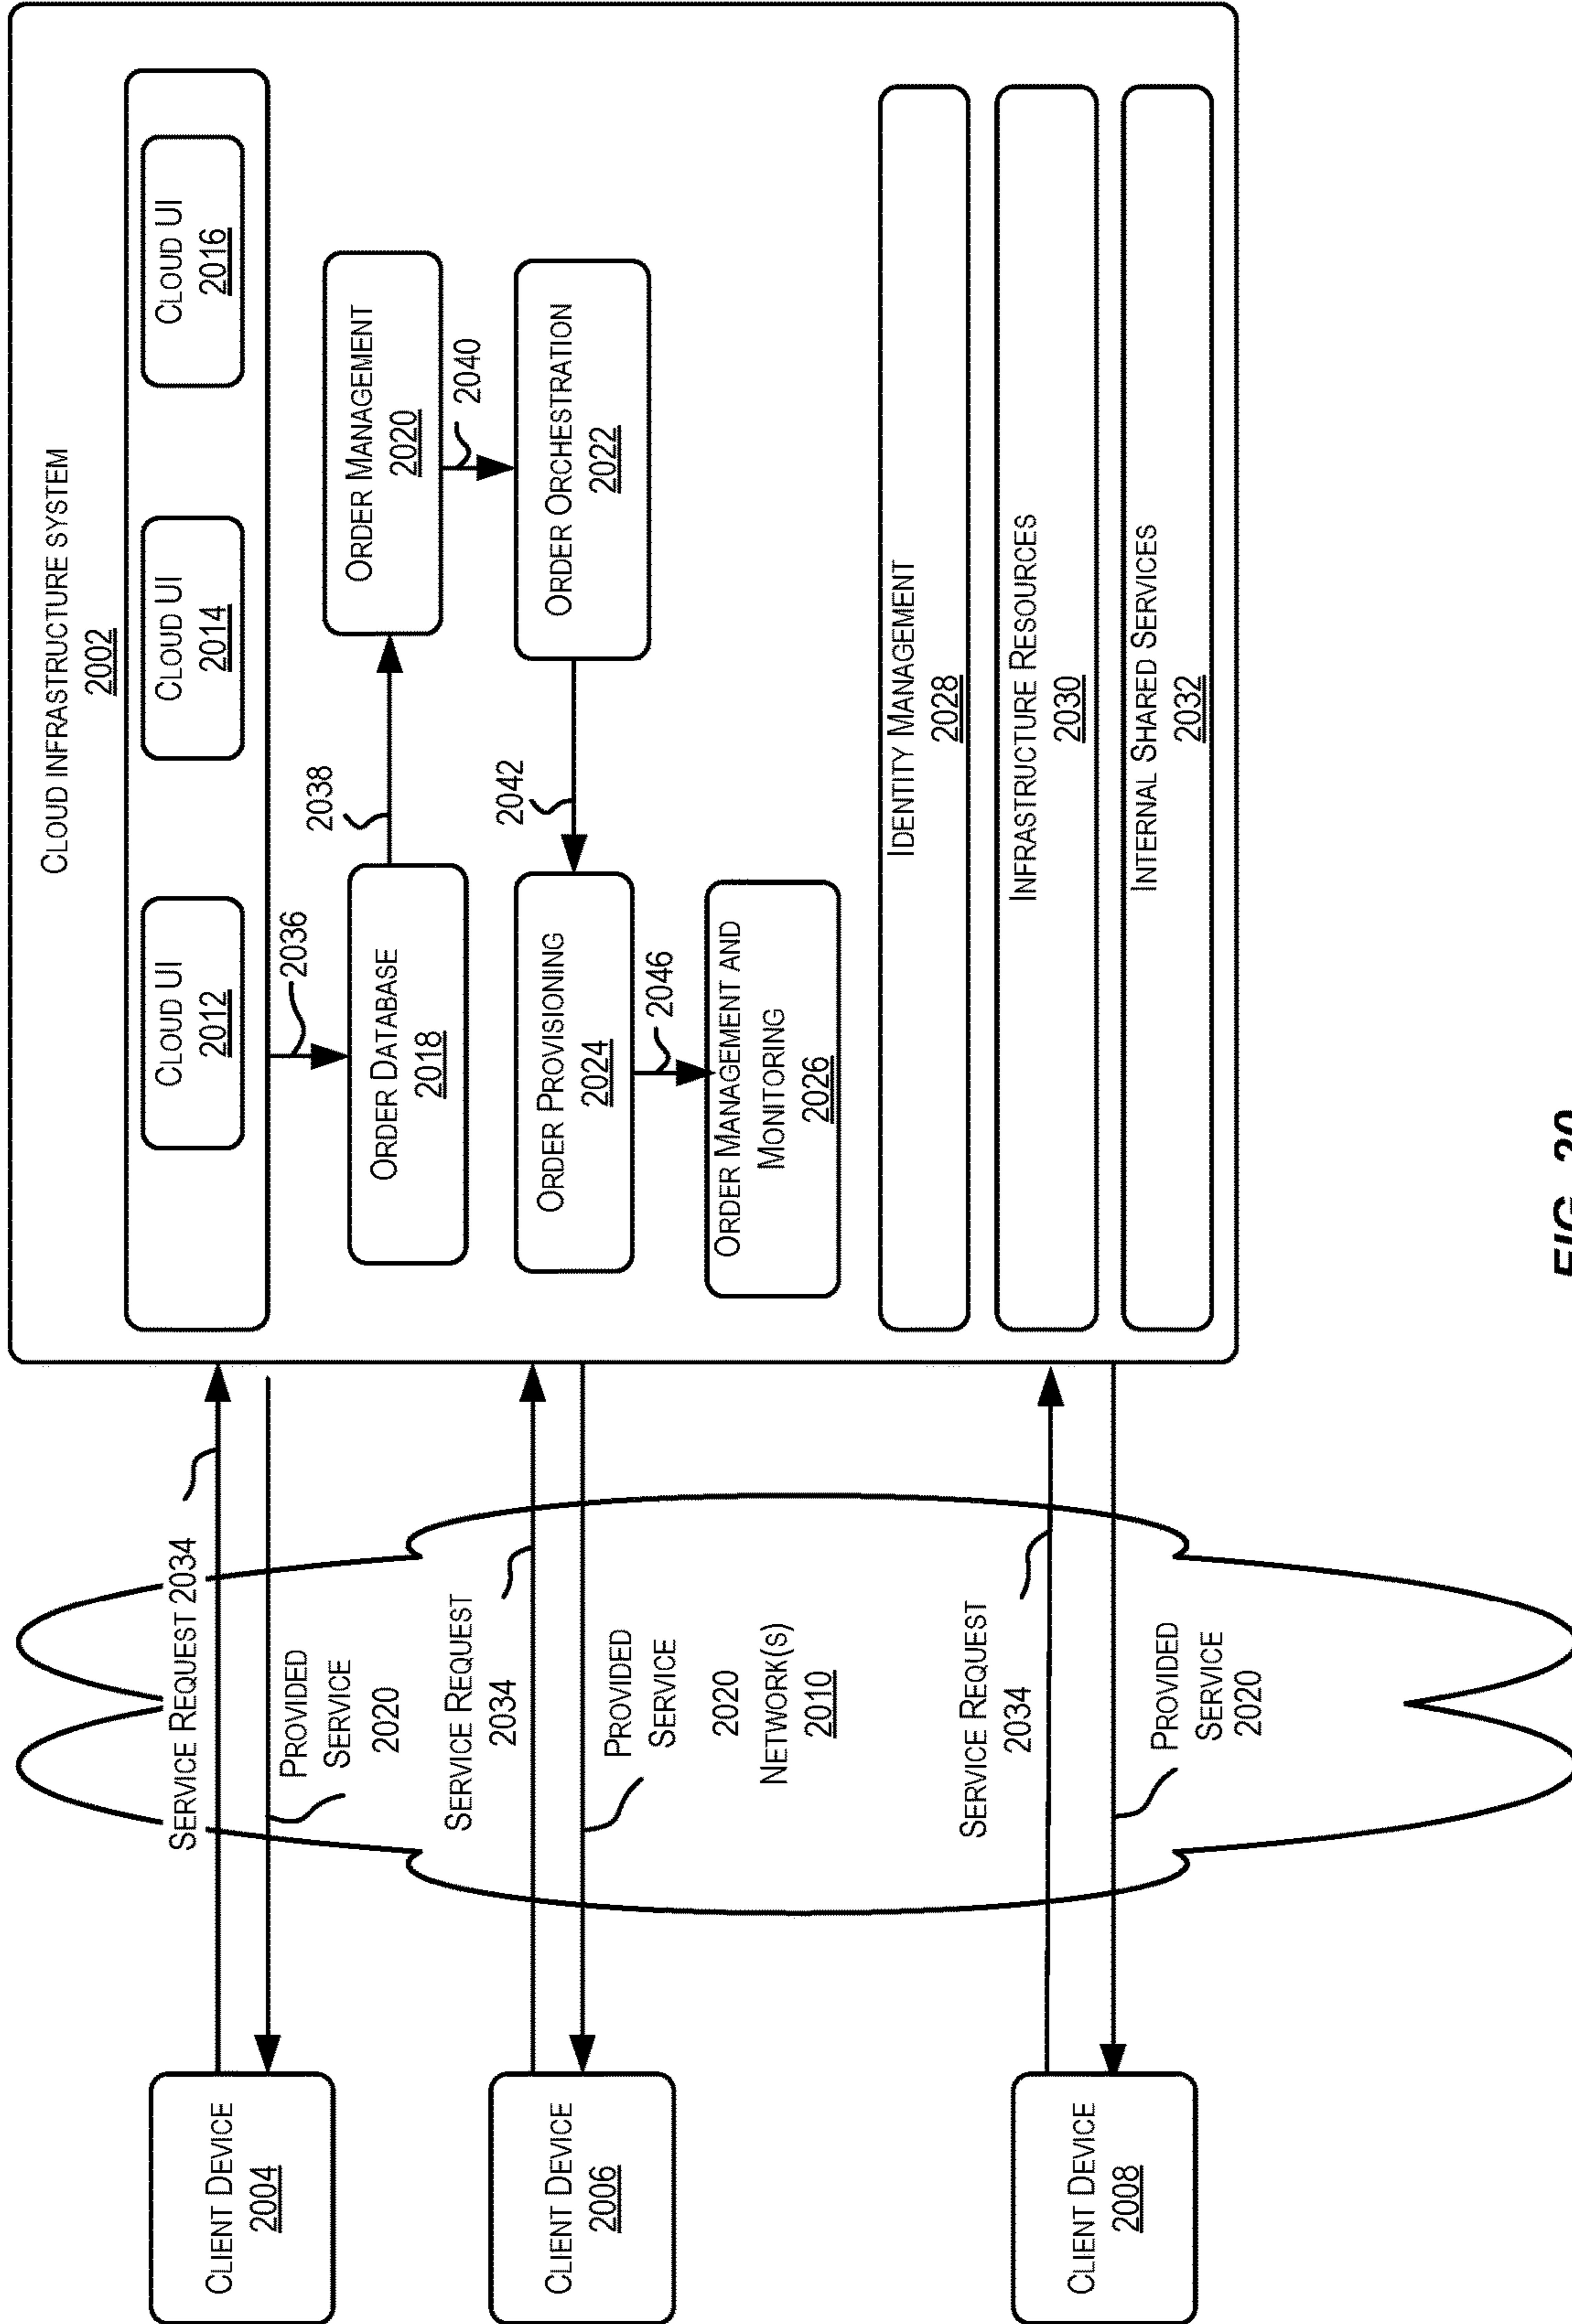 CLOUD INFRASTRUCTURE SYSTEM
2002
CLOUD UI
2012
CLOUD UI
2014
CLOUD UI
2016
2036
ORDER DATABASE
2018
2038
ORDER MANAGEMENT
2020
2040
ORDER ORCHESTRATION
2022
2042
ORDER PROVISIONING
2024
2046
ORDER MANAGEMENT AND
MONITORING
2026
IDENTITY MANAGEMENT
2028
INFRASTRUCTURE RESOURCES
2030
INTERNAL SHARED SERVICES
2032
CLIENT DEVICE
2004
SERVICE REQUEST 2034
PROVIDED
SERVICE
2020
CLIENT DEVICE
2006
SERVICE REQUEST
2034
PROVIDED
SERVICE
2020
NETWORK(S)
2010
CLIENT DEVICE
2008
SERVICE REQUEST
2034
PROVIDED
SERVICE
2020
FIG. 20